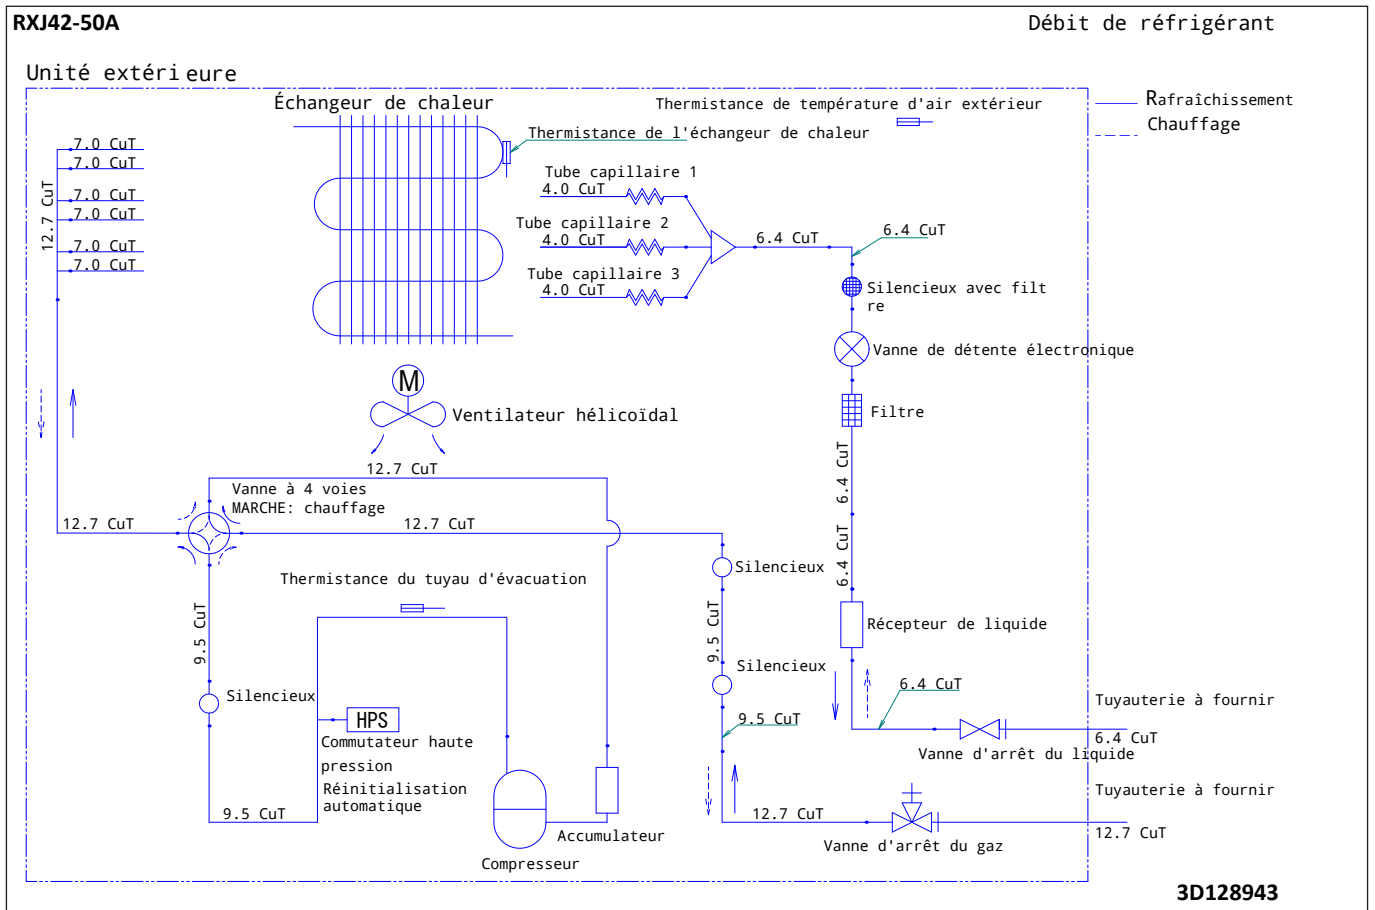 RXJ42-50A
Débit de réfrigérant
Unité extérieure
Échangeur de chaleur
Thermistance de température d'air extérieur
Rafraîchissement
Chauffage
Thermistance de l'échangeur de chaleur
7.0 CuT
7.0 CuT
7.0 CuT
7.0 CuT
7.0 CuT
7.0 CuT
12.7 CuT
Tube capillaire 1
4.0 CuT
Tube capillaire 2
4.0 CuT
Tube capillaire 3
4.0 CuT
6.4 CuT
6.4 CuT
Silencieux avec filt
re
Vanne de détente électronique
Filtre
M
Ventilateur hélicoïdal
6.4 CuT
6.4 CuT
12.7 CuT
Vanne à 4 voies
MARCHE: chauffage
12.7 CuT
12.7 CuT
Silencieux
Thermistance du tuyau d'évacuation
9.5 CuT
9.5 CuT
Récepteur de liquide
Silencieux
Silencieux
6.4 CuT
Tuyauterie à fournir
HPS
9.5 CuT
Commutateur haute
pression
Réinitialisation
automatique
6.4 CuT
Vanne d'arrêt du liquide
Tuyauterie à fournir
9.5 CuT
12.7 CuT
12.7 CuT
Accumulateur
Vanne d'arrêt du gaz
Compresseur
3D128943